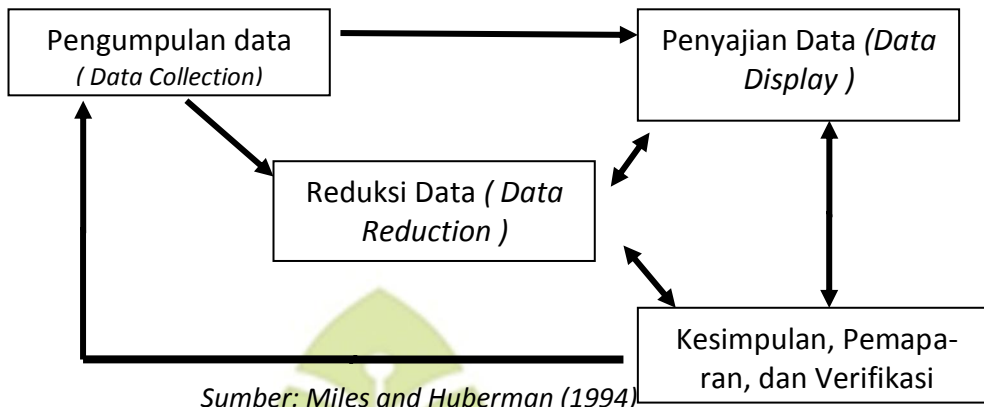 Pengumpulan data
( Data Collection)
Penyajian Data (Data
Display )
Reduksi Data ( Data
Reduction )
Kesimpulan, Pemapa-
ran, dan Verifikasi
Sumber: Miles and Huberman (1994)